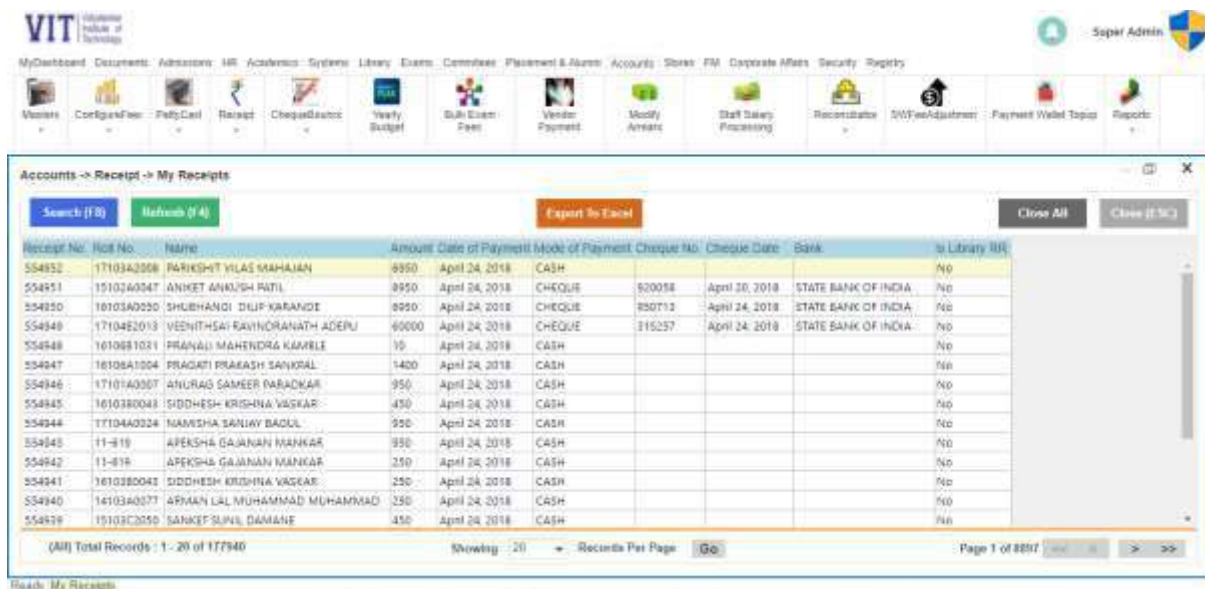 VIT Vidyalankar Institute of Technology
Super Admin
MyDashboard Documents Admissions HR Academics Systems Library Exams Committees Placement & Alumni Accounts Stores FM Corporate Affairs Security Registry
Masters ConfigureFees PettyCash Receipt Yearly Budget Bulk Exam Fees Vendor Payment Modify Arrears Staff Salary Processing Payment Wallet Topup Reports
Accounts -> Receipt -> My Receipts
Search (F8) Refresh (F4) Export To Excel Close All Close (ESC)
Receipt No. Roll No. Name Amount Date of Payment Mode of Payment Cheque No. Cheque Date Bank Is Library RR
554952 17103A2008 PARIKSHIT VILAS MAHAJAN 6950 April 24, 2018 CASH No
554951 15102A0047 ANIKET ANKUSH PATIL 8950 April 24, 2018 CHEQUE 920058 April 20, 2018 STATE BANK OF INDIA No
554950 16103A0050 SHUBHANGI DILIP KARANDE 6950 April 24, 2018 CHEQUE 850713 April 24, 2018 STATE BANK OF INDIA No
554949 17104E2013 VEENITHSAI RAVINDRANATH ADEPU 60000 April 24, 2018 CHEQUE 315237 April 24, 2018 STATE BANK OF INDIA No
554948 16106B1031 PRANALI MAHENDRA KAMBLE 10 April 24, 2018 CASH No
554947 16106A1004 PRAGATI PRAKASH SANKPAL 1400 April 24, 2018 CASH No
554946 17101A0007 ANURAG SAMEER PARADKAR 950 April 24, 2018 CASH No
554945 16103B0043 SIDDHESH KRISHNA VASKAR 450 April 24, 2018 CASH No
554944 17104A0024 NAMISHA SANJAY BADUL 950 April 24, 2018 CASH No
554943 11-819 APEKSHA GAJANAN MANKAR 950 April 24, 2018 CASH No
554942 11-819 APEKSHA GAJANAN MANKAR 250 April 24, 2018 CASH No
554941 16103B0043 SIDDHESH KRISHNA VASKAR 250 April 24, 2018 CASH No
554940 14103A0077 ARMAN LAL MUHAMMAD MUHAMMAD 250 April 24, 2018 CASH No
554939 15103C2050 SANKET SUNIL DAMANE 450 April 24, 2018 CASH No
(All) Total Records : 1 - 20 of 177940 Showing 20 Records Per Page Go Page 1 of 8897 << < > >>
Ready My Receipts